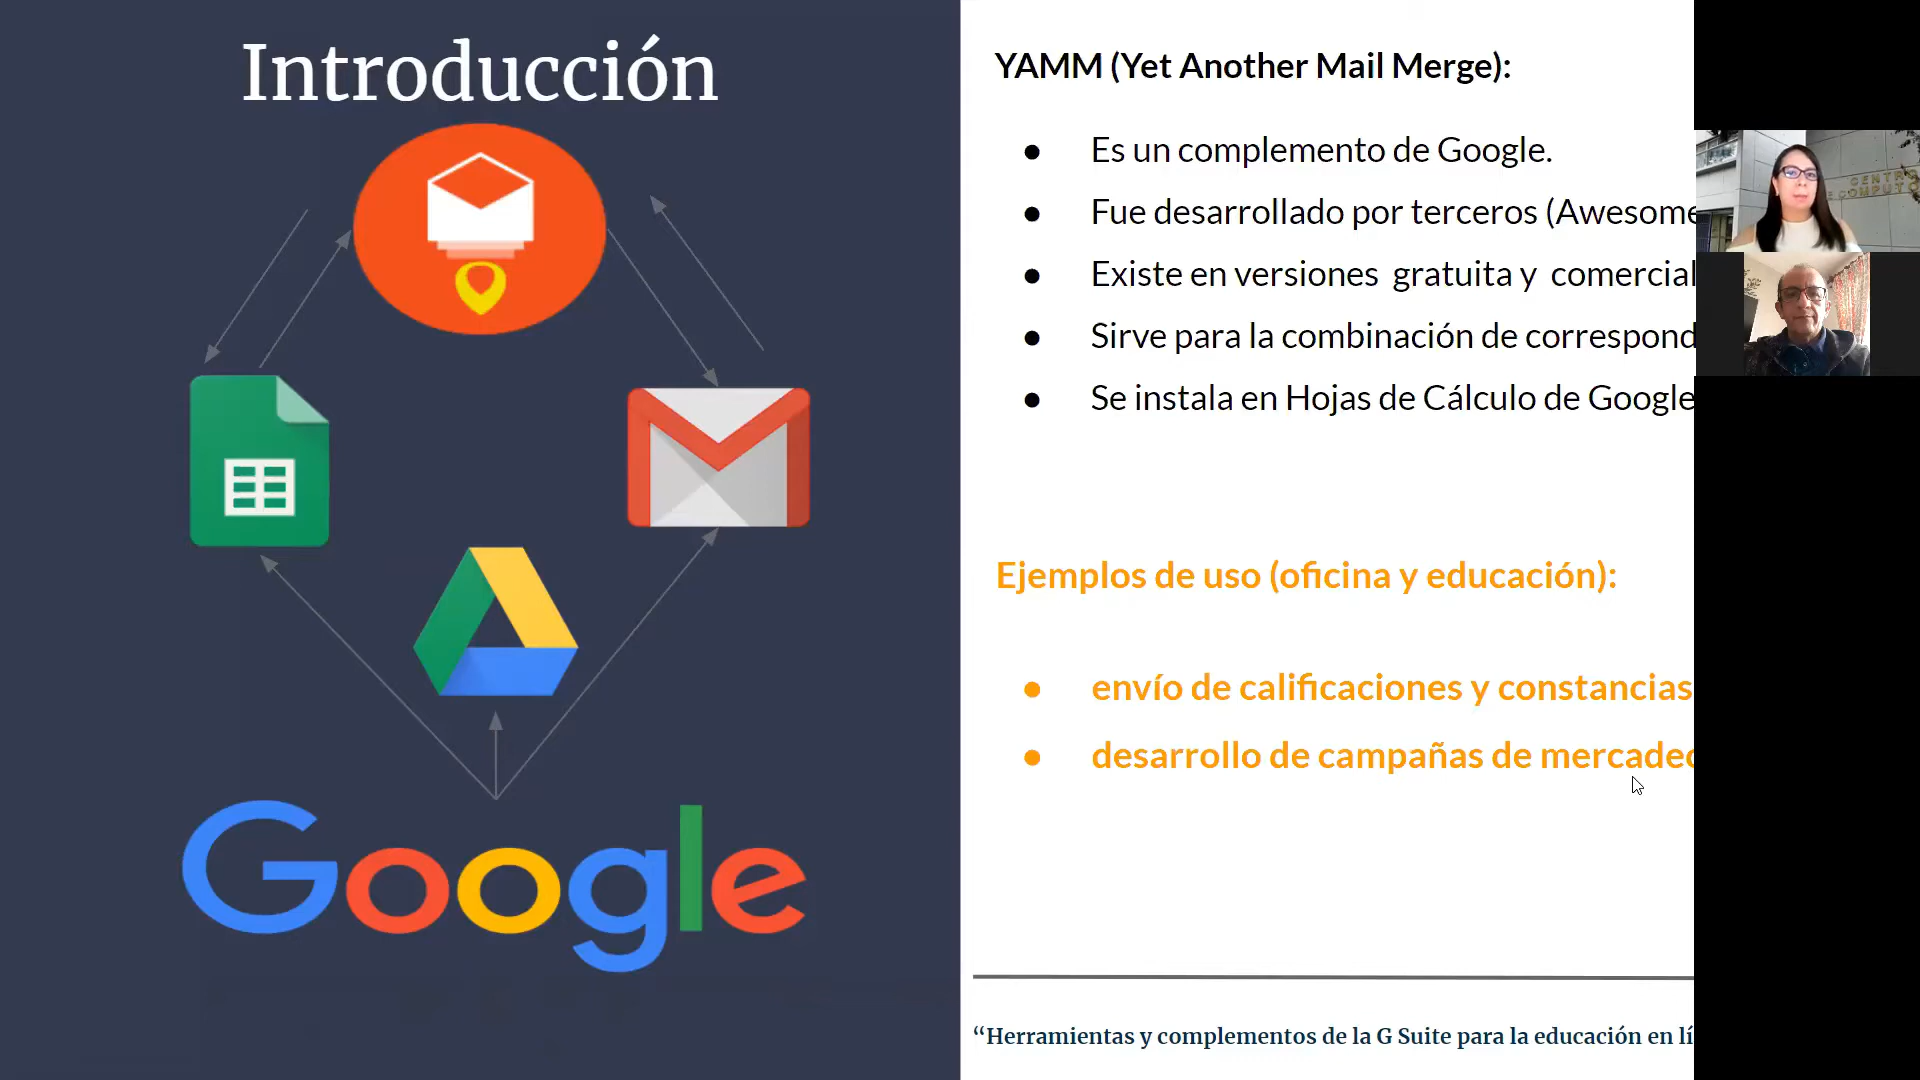 Introducción
Google
YAMM (Yet Another Mail Merge):
● Es un complemento de Google.
● Fue desarrollado por terceros (Awesome
● Existe en versiones gratuita y comercial
● Sirve para la combinación de correspond
● Se instala en Hojas de Cálculo de Google
Ejemplos de uso (oficina y educación):
● envío de calificaciones y constancias
● desarrollo de campañas de mercadeo
“Herramientas y complementos de la G Suite para la educación en lí
CENTRO
COMPUTO